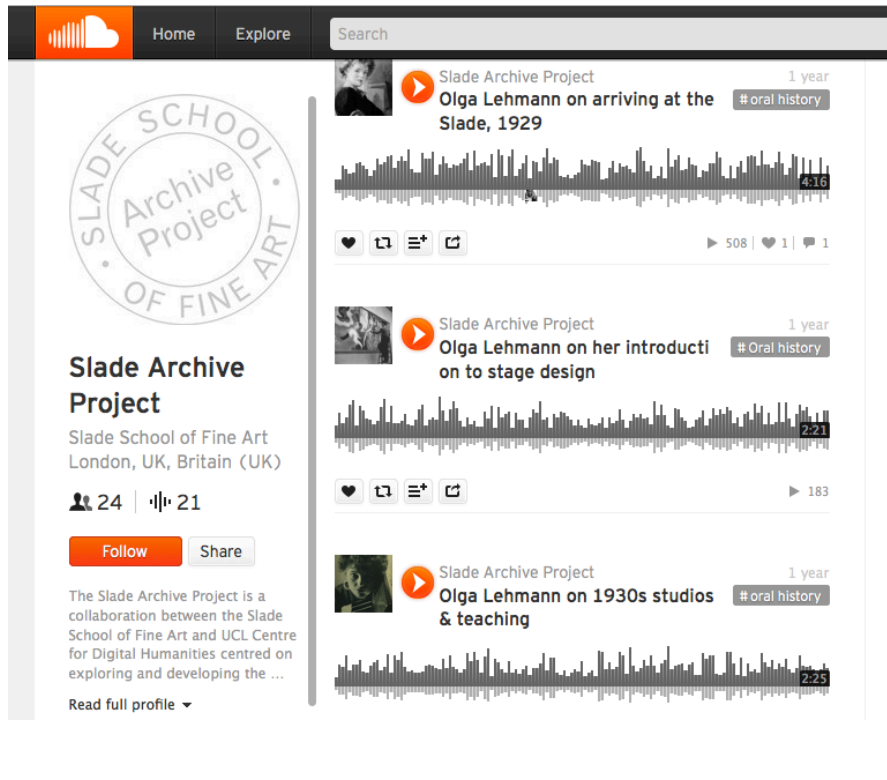 Home Explore Search
SLADE SCHOOL
OF FINE ART
Archive
Project
Slade Archive
Project
Slade School of Fine Art
London, UK, Britain (UK)
24 21
Follow Share
The Slade Archive Project is a
collaboration between the Slade
School of Fine Art and UCL Centre
for Digital Humanities centred on
exploring and developing the ...
Read full profile
Slade Archive Project 1 year
Olga Lehmann on arriving at the # oral history
Slade, 1929
4:16
508 1 1
Slade Archive Project 1 year
Olga Lehmann on her introducti # Oral history
on to stage design
2:21
183
Slade Archive Project 1 year
Olga Lehmann on 1930s studios # oral history
& teaching
2:25